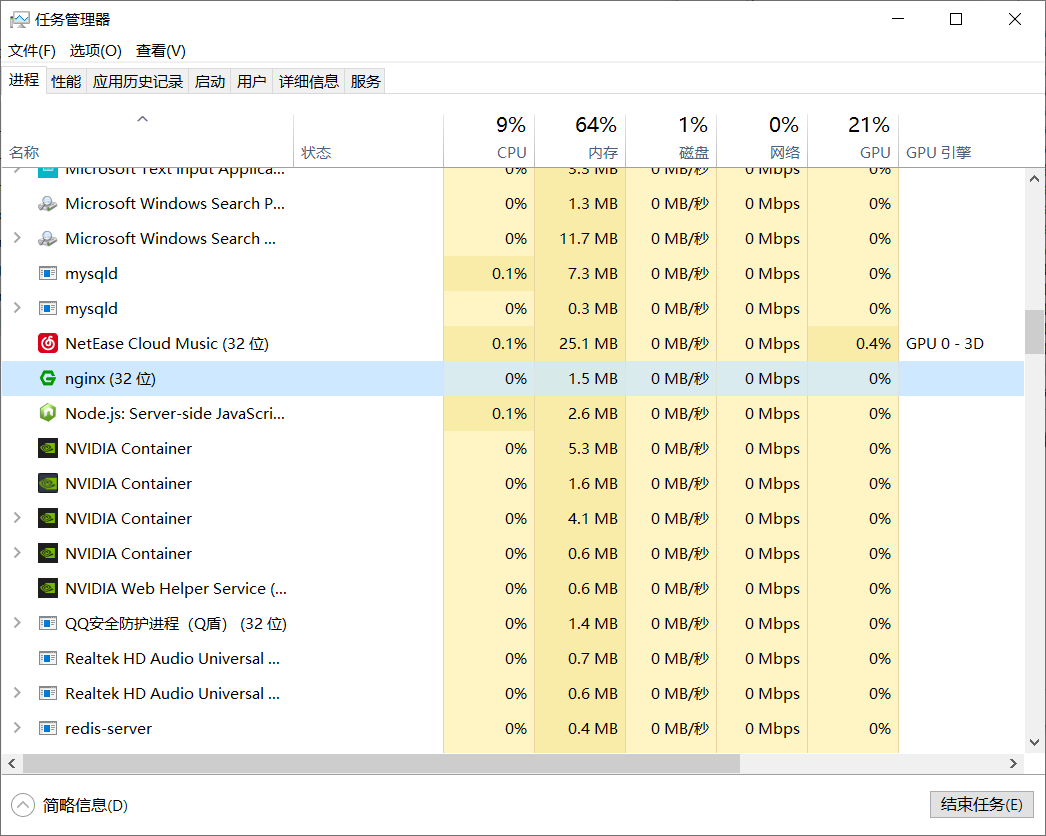 任务管理器
文件(F) 选项(O) 查看(V)
进程 性能 应用历史记录 启动 用户 详细信息 服务
9% 64% 1% 0% 21%
名称 状态 CPU 内存 磁盘 网络 GPU GPU 引擎
Microsoft Text Input Applica... 0% 3.3 MB 0 MB/秒 0 Mbps 0%
Microsoft Windows Search P... 0% 1.3 MB 0 MB/秒 0 Mbps 0%
Microsoft Windows Search ... 0% 11.7 MB 0 MB/秒 0 Mbps 0%
mysqld 0.1% 7.3 MB 0 MB/秒 0 Mbps 0%
mysqld 0% 0.3 MB 0 MB/秒 0 Mbps 0%
NetEase Cloud Music (32 位) 0.1% 25.1 MB 0 MB/秒 0 Mbps 0.4% GPU 0 - 3D
nginx (32 位) 0% 1.5 MB 0 MB/秒 0 Mbps 0%
Node.js: Server-side JavaScri... 0.1% 2.6 MB 0 MB/秒 0 Mbps 0%
NVIDIA Container 0% 5.3 MB 0 MB/秒 0 Mbps 0%
NVIDIA Container 0% 1.6 MB 0 MB/秒 0 Mbps 0%
NVIDIA Container 0% 4.1 MB 0 MB/秒 0 Mbps 0%
NVIDIA Container 0% 0.6 MB 0 MB/秒 0 Mbps 0%
NVIDIA Web Helper Service (... 0% 0.6 MB 0 MB/秒 0 Mbps 0%
QQ安全防护进程（Q盾） (32 位) 0% 1.4 MB 0 MB/秒 0 Mbps 0%
Realtek HD Audio Universal ... 0% 0.7 MB 0 MB/秒 0 Mbps 0%
Realtek HD Audio Universal ... 0% 0.6 MB 0 MB/秒 0 Mbps 0%
redis-server 0% 0.4 MB 0 MB/秒 0 Mbps 0%
简略信息(D) 结束任务(E)